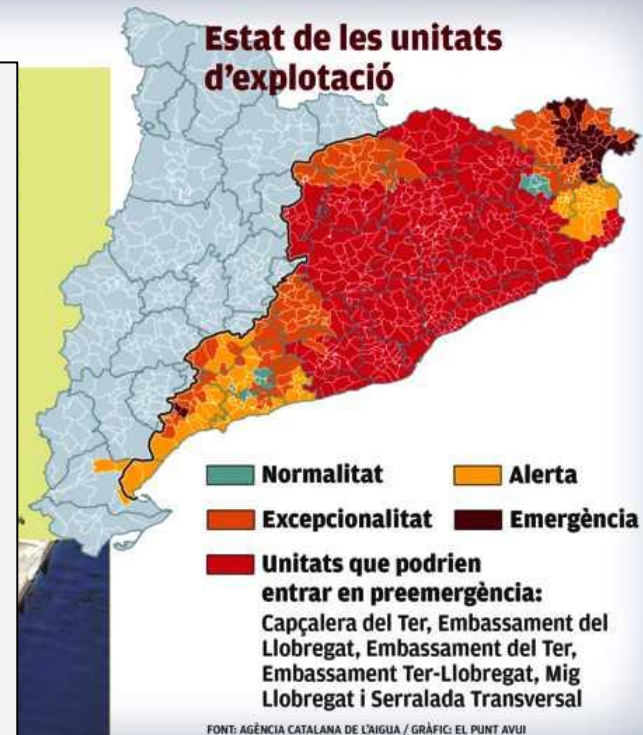 Estat de les unitats
d'explotació
Normalitat
Alerta
Excepcionalitat
Emergència
Unitats que podrien
entrar en preemergència:
Capçalera del Ter, Embassament del
Llobregat, Embassament del Ter,
Embassament Ter-Llobregat, Mig
Llobregat i Serralada Transversal
FONT: AGÈNCIA CATALANA DE L'AIGUA / GRÀFIC: EL PUNT AVUI